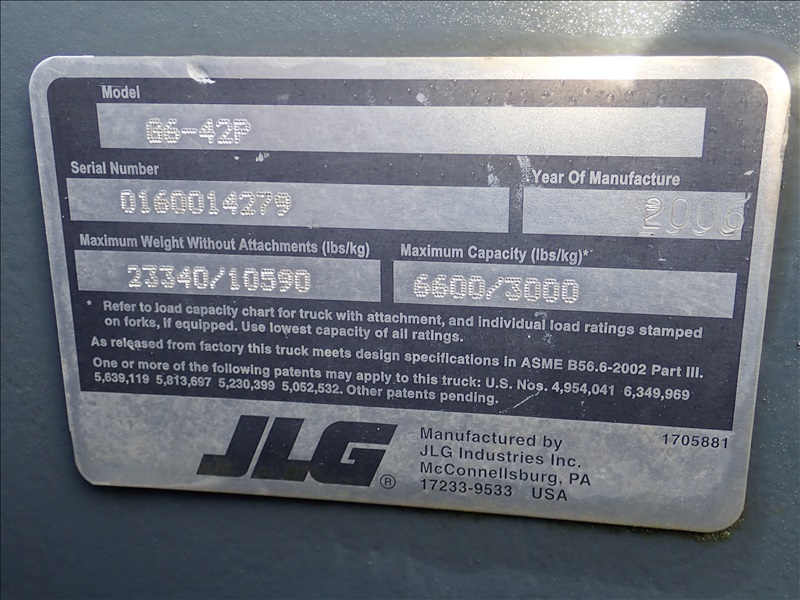 Model
G6-42P
Serial Number
0160014279
Year Of Manufacture
2006
Maximum Weight Without Attachments (lbs/kg)
23340/10590
Maximum Capacity (lbs/kg)*
6600/3000
* Refer to load capacity chart for truck with attachment, and individual load ratings stamped
on forks, if equipped. Use lowest capacity of all ratings.
As released from factory this truck meets design specifications in ASME B56.6-2002 Part III.
One or more of the following patents may apply to this truck: U.S. Nos. 4,954,041 6,349,969
5,639,119 5,813,697 5,230,399 5,052,532. Other patents pending.
JLG®
Manufactured by
JLG Industries Inc.
McConnellsburg, PA
17233-9533 USA
1705881